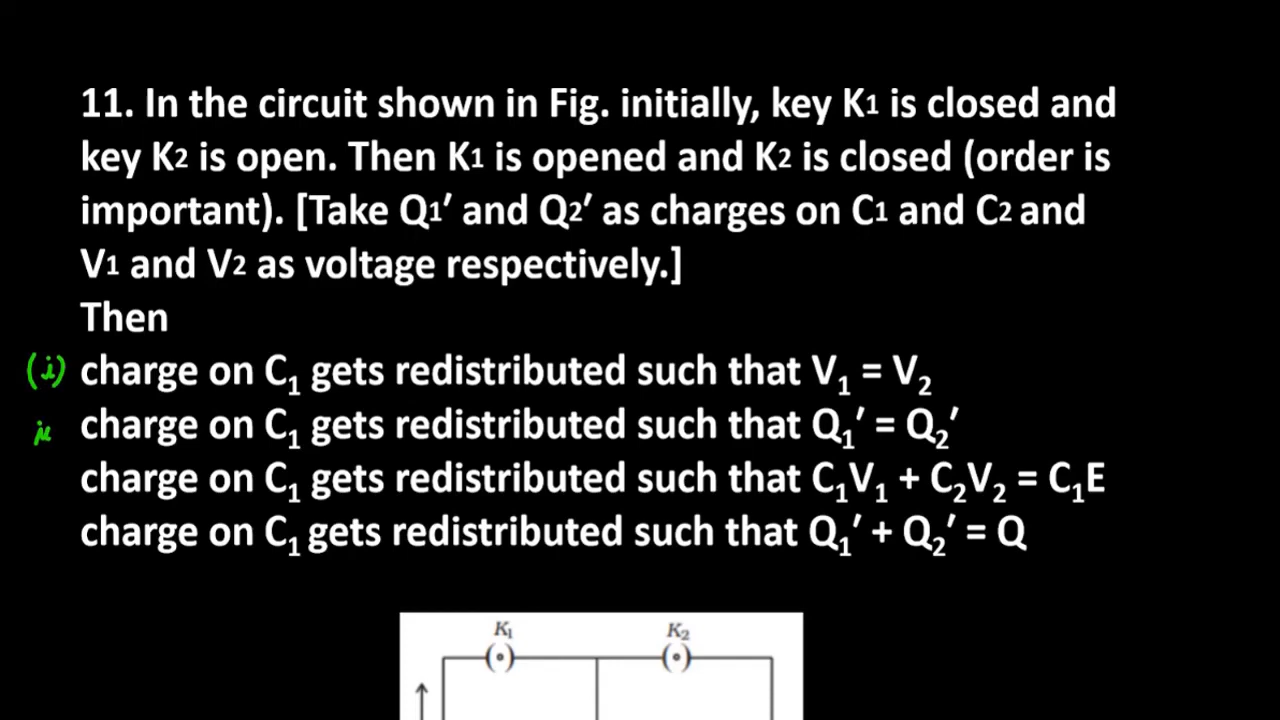 11. In the circuit shown in Fig. initially, key K1 is closed and
key K2 is open. Then K1 is opened and K2 is closed (order is
important). [Take Q1′ and Q2′ as charges on C1 and C2 and
V1 and V2 as voltage respectively.]
Then
(i) charge on C₁ gets redistributed such that V₁ = V₂
ii charge on C₁ gets redistributed such that Q₁′ = Q₂′
charge on C₁ gets redistributed such that C₁V₁ + C₂V₂ = C₁E
charge on C₁ gets redistributed such that Q₁′ + Q₂′ = Q
K₁ K₂